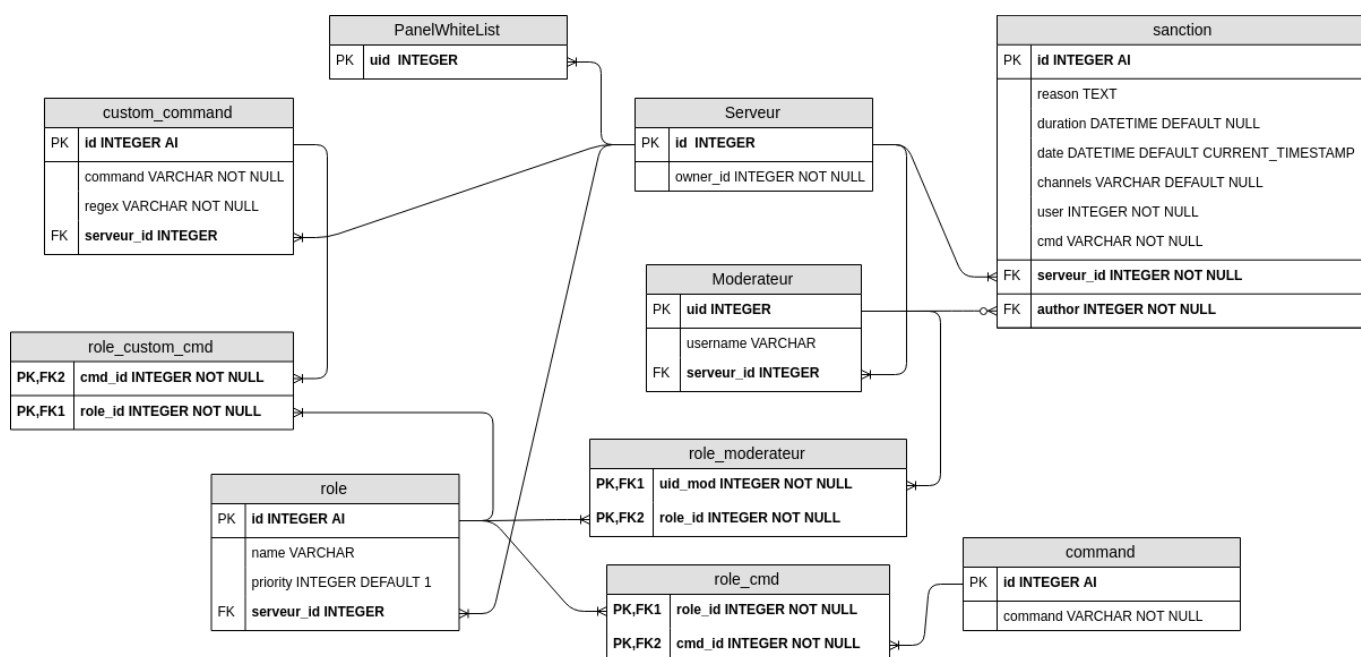 PanelWhiteList
PK uid INTEGER
custom_command
PK id INTEGER AI
command VARCHAR NOT NULL
regex VARCHAR NOT NULL
FK serveur_id INTEGER
Serveur
PK id INTEGER
owner_id INTEGER NOT NULL
sanction
PK id INTEGER AI
reason TEXT
duration DATETIME DEFAULT NULL
date DATETIME DEFAULT CURRENT_TIMESTAMP
channels VARCHAR DEFAULT NULL
user INTEGER NOT NULL
cmd VARCHAR NOT NULL
FK serveur_id INTEGER NOT NULL
FK author INTEGER NOT NULL
Moderateur
PK uid INTEGER
username VARCHAR
FK serveur_id INTEGER
role_custom_cmd
PK,FK2 cmd_id INTEGER NOT NULL
PK,FK1 role_id INTEGER NOT NULL
role_moderateur
PK,FK1 uid_mod INTEGER NOT NULL
PK,FK2 role_id INTEGER NOT NULL
role
PK id INTEGER AI
name VARCHAR
priority INTEGER DEFAULT 1
FK serveur_id INTEGER
role_cmd
PK,FK1 role_id INTEGER NOT NULL
PK,FK2 cmd_id INTEGER NOT NULL
command
PK id INTEGER AI
command VARCHAR NOT NULL